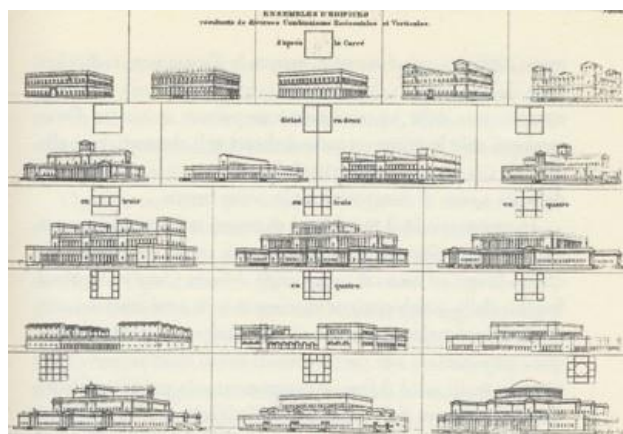 ENSEMBLES D'ÉDIFICES
résultants de diverses Combinaisons Horizontales et Verticales.
d'après le Carré
divisé en deux
en trois
en trois
en quatre
en quatre